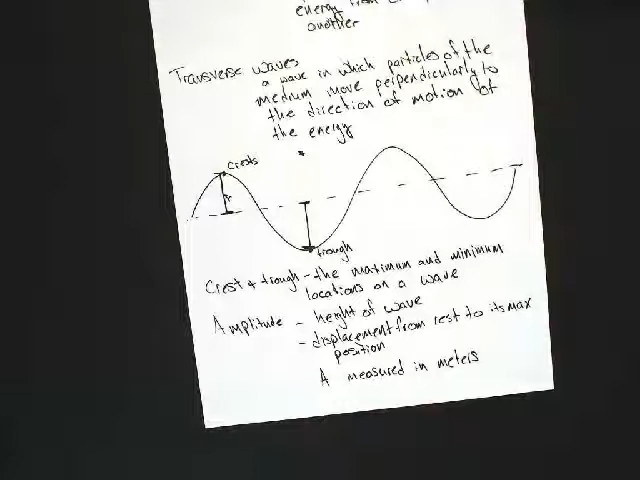 energy from
another
Transverse waves
a wave in which particles of the
medium move perpendicularly to
the direction of motion of
the energy
Crests
trough
Crest + trough - the maximum and minimum
locations on a wave
Amplitude - height of wave
- displacement from rest to its max
position
A measured in meters